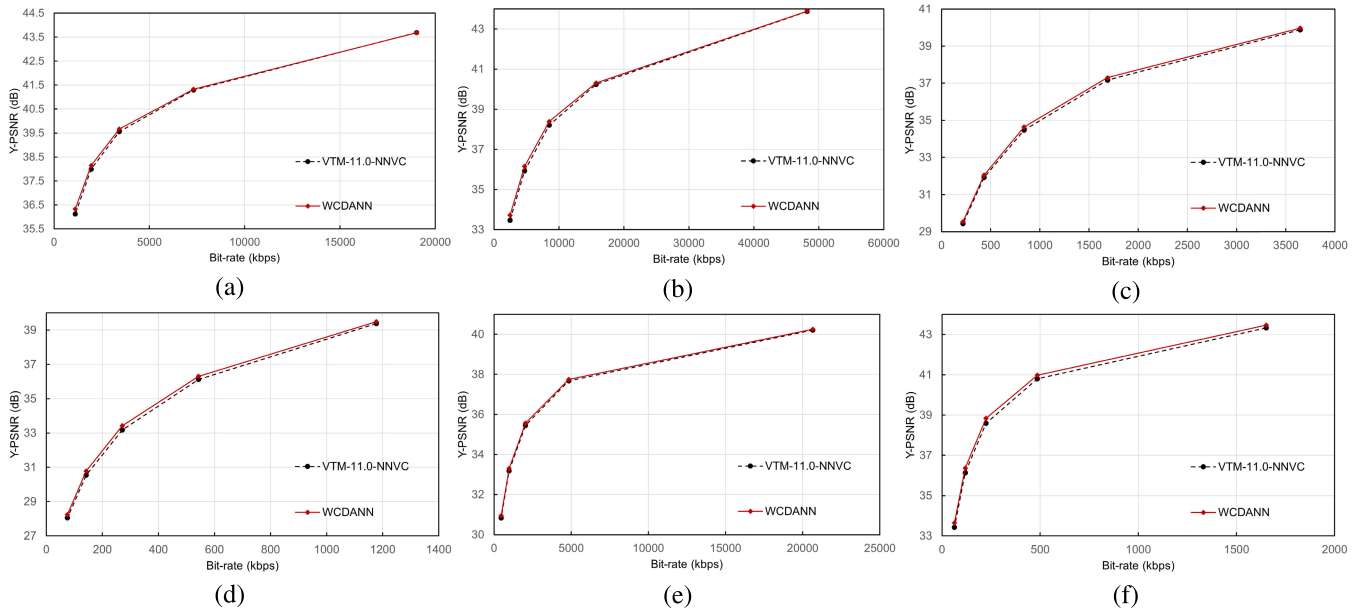 44.5
43.5
42.5
41.5
40.5
39.5
38.5
37.5
36.5
35.5
Y-PSNR (dB)
VTM-11.0-NNVC
WCDANN
0 5000 10000 15000 20000
Bit-rate (kbps)
(a)
43
41
39
37
35
33
Y-PSNR (dB)
VTM-11.0-NNVC
WCDANN
0 10000 20000 30000 40000 50000 60000
Bit-rate (kbps)
(b)
41
39
37
35
33
31
29
Y-PSNR (dB)
VTM-11.0-NNVC
WCDANN
0 500 1000 1500 2000 2500 3000 3500 4000
Bit-rate (kbps)
(c)
39
37
35
33
31
29
27
Y-PSNR (dB)
VTM-11.0-NNVC
WCDANN
0 200 400 600 800 1000 1200 1400
Bit-rate (kbps)
(d)
40
38
36
34
32
30
Y-PSNR (dB)
VTM-11.0-NNVC
WCDANN
0 5000 10000 15000 20000 25000
Bit-rate (kbps)
(e)
43
41
39
37
35
33
Y-PSNR (dB)
VTM-11.0-NNVC
WCDANN
0 500 1000 1500 2000
Bit-rate (kbps)
(f)